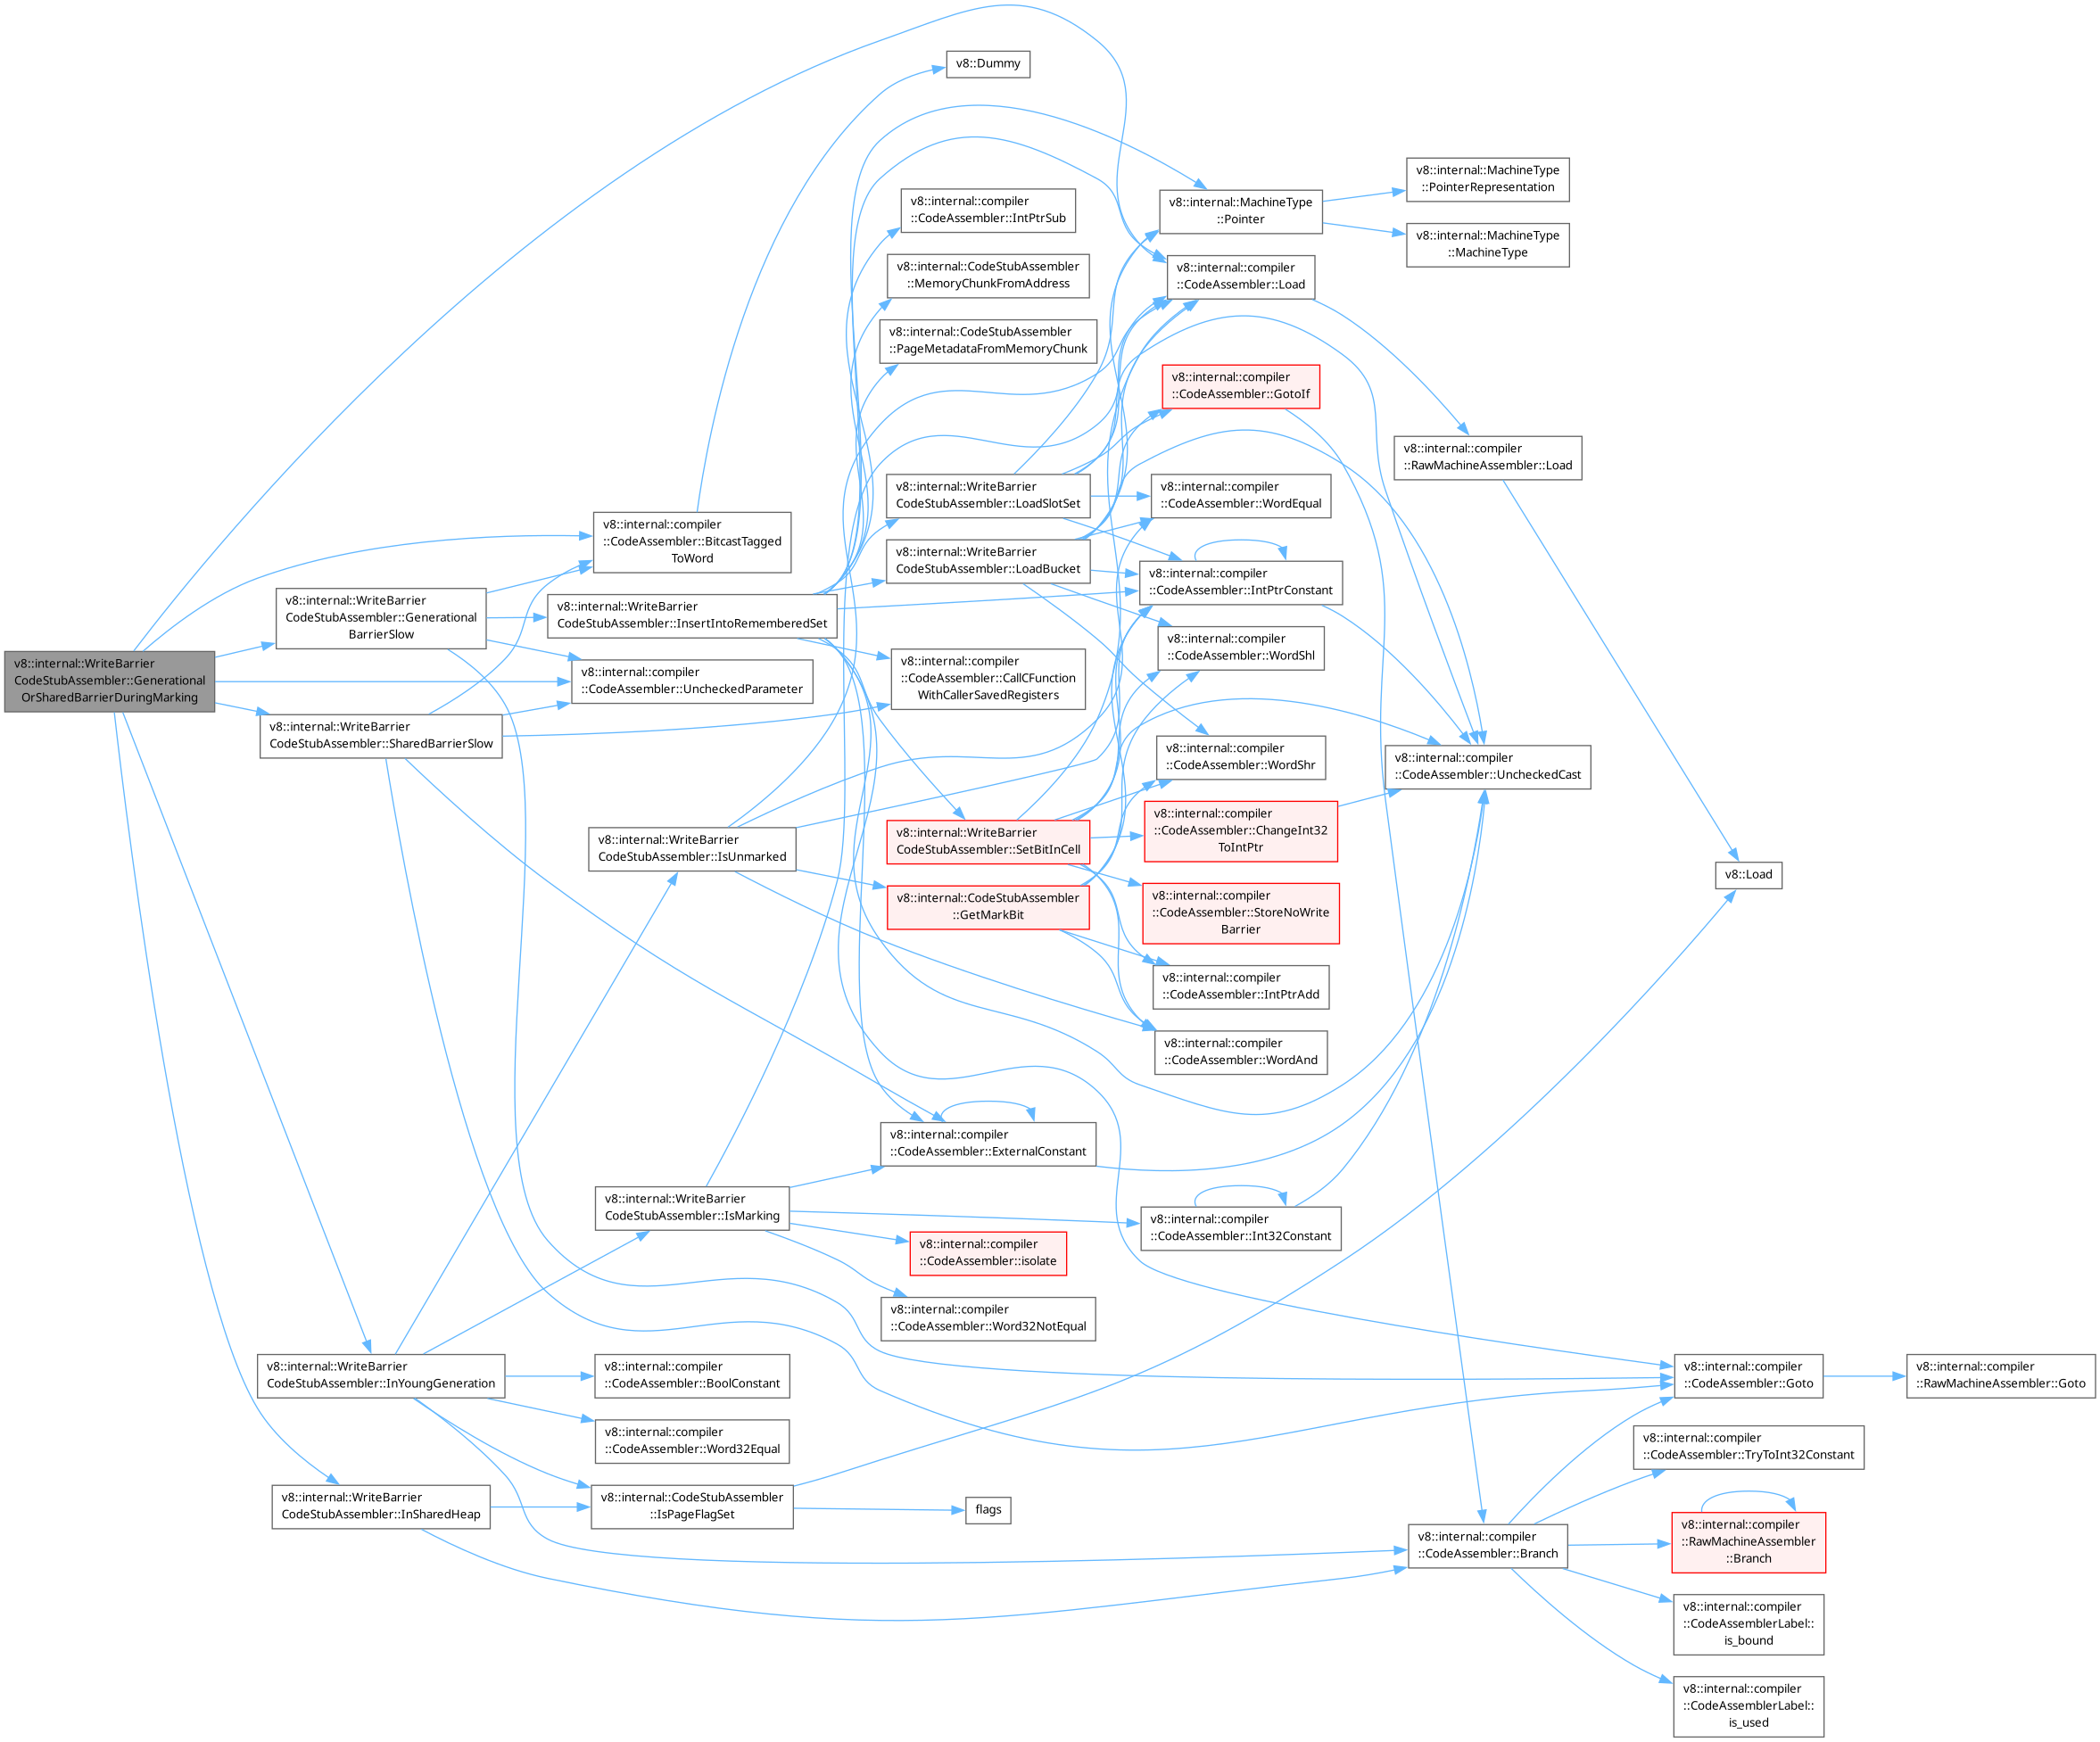 v8::internal::WriteBarrier
CodeStubAssembler::Generational
OrSharedBarrierDuringMarking
v8::internal::WriteBarrier
CodeStubAssembler::Generational
BarrierSlow
v8::internal::WriteBarrier
CodeStubAssembler::SharedBarrierSlow
v8::internal::WriteBarrier
CodeStubAssembler::InYoungGeneration
v8::internal::WriteBarrier
CodeStubAssembler::InSharedHeap
v8::internal::compiler
::CodeAssembler::BitcastTagged
ToWord
v8::internal::WriteBarrier
CodeStubAssembler::InsertIntoRememberedSet
v8::internal::compiler
::CodeAssembler::UncheckedParameter
v8::internal::WriteBarrier
CodeStubAssembler::IsUnmarked
v8::internal::WriteBarrier
CodeStubAssembler::IsMarking
v8::internal::compiler
::CodeAssembler::BoolConstant
v8::internal::compiler
::CodeAssembler::Word32Equal
v8::internal::CodeStubAssembler
::IsPageFlagSet
v8::Dummy
v8::internal::compiler
::CodeAssembler::IntPtrSub
v8::internal::CodeStubAssembler
::MemoryChunkFromAddress
v8::internal::CodeStubAssembler
::PageMetadataFromMemoryChunk
v8::internal::WriteBarrier
CodeStubAssembler::LoadSlotSet
v8::internal::WriteBarrier
CodeStubAssembler::LoadBucket
v8::internal::compiler
::CodeAssembler::CallCFunction
WithCallerSavedRegisters
v8::internal::WriteBarrier
CodeStubAssembler::SetBitInCell
v8::internal::CodeStubAssembler
::GetMarkBit
v8::internal::compiler
::CodeAssembler::ExternalConstant
v8::internal::compiler
::CodeAssembler::isolate
v8::internal::compiler
::CodeAssembler::Word32NotEqual
flags
v8::internal::MachineType
::Pointer
v8::internal::compiler
::CodeAssembler::Load
v8::internal::compiler
::CodeAssembler::GotoIf
v8::internal::compiler
::CodeAssembler::WordEqual
v8::internal::compiler
::CodeAssembler::IntPtrConstant
v8::internal::compiler
::CodeAssembler::WordShl
v8::internal::compiler
::CodeAssembler::WordShr
v8::internal::compiler
::CodeAssembler::ChangeInt32
ToIntPtr
v8::internal::compiler
::CodeAssembler::StoreNoWrite
Barrier
v8::internal::compiler
::CodeAssembler::IntPtrAdd
v8::internal::compiler
::CodeAssembler::WordAnd
v8::internal::compiler
::CodeAssembler::Int32Constant
v8::internal::MachineType
::PointerRepresentation
v8::internal::MachineType
::MachineType
v8::internal::compiler
::RawMachineAssembler::Load
v8::internal::compiler
::CodeAssembler::UncheckedCast
v8::internal::compiler
::CodeAssembler::Branch
v8::Load
v8::internal::compiler
::CodeAssembler::Goto
v8::internal::compiler
::CodeAssembler::TryToInt32Constant
v8::internal::compiler
::RawMachineAssembler
::Branch
v8::internal::compiler
::CodeAssemblerLabel::
is_bound
v8::internal::compiler
::CodeAssemblerLabel::
is_used
v8::internal::compiler
::RawMachineAssembler::Goto